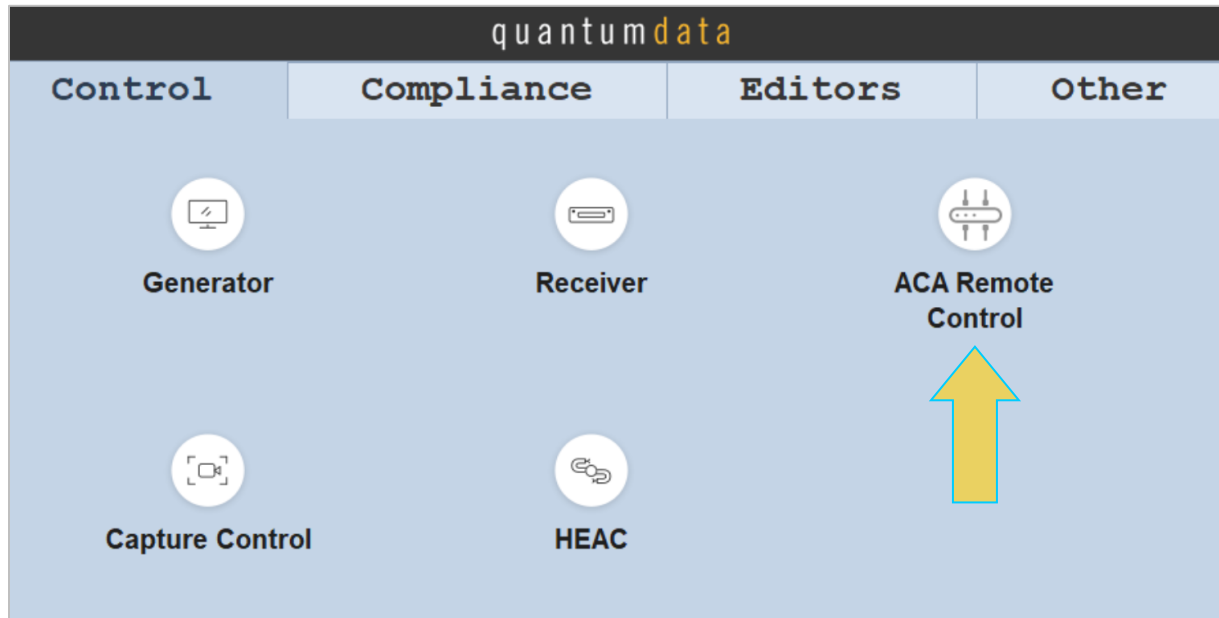 quantumdata
Control Compliance Editors Other
Generator Receiver ACA Remote
Control
Capture Control HEAC